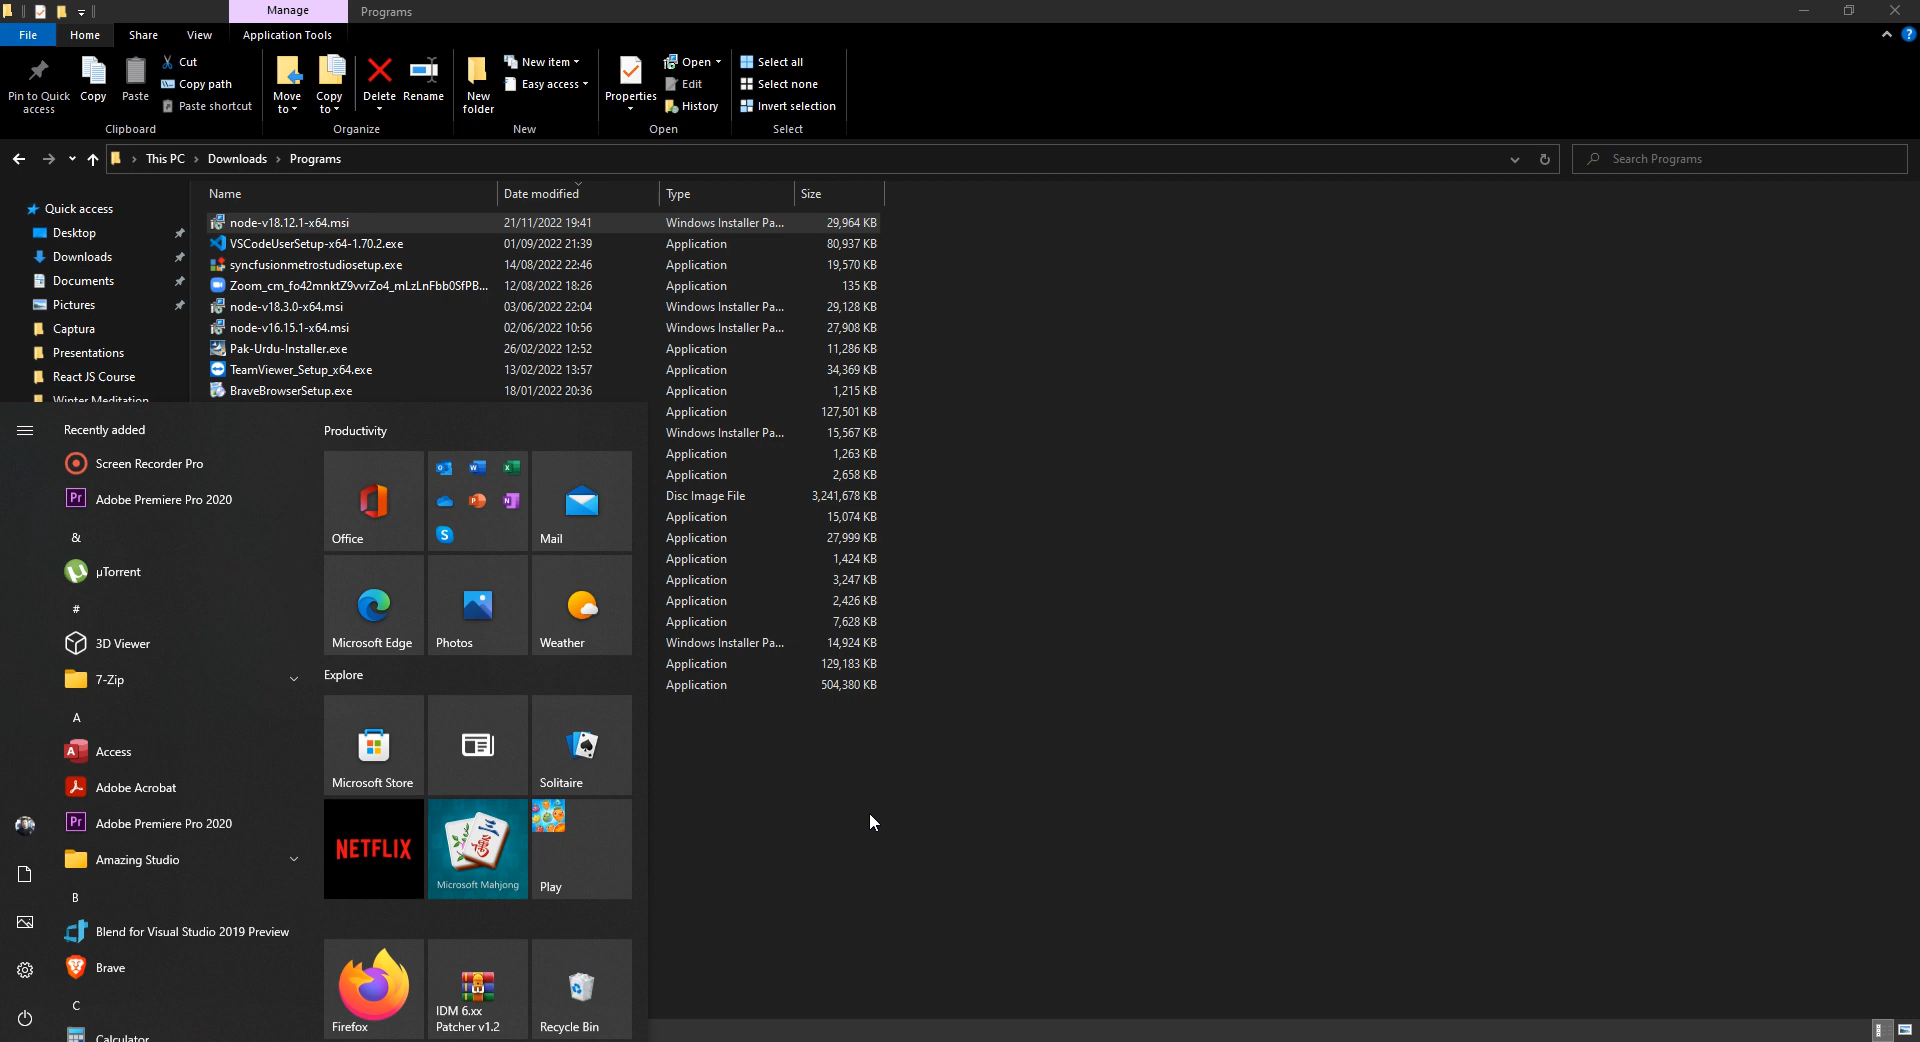 Manage
Programs
File
Home
Share
View
Application Tools
Pin to Quick access
Copy
Paste
Cut
Copy path
Paste shortcut
Clipboard
Move to
Copy to
Delete
Rename
Organize
New folder
New item
Easy access
New
Properties
Open
Edit
History
Open
Select all
Select none
Invert selection
Select
This PC > Downloads > Programs
Search Programs
Name
Date modified
Type
Size
Quick access
Desktop
Downloads
Documents
Pictures
Captura
Presentations
React JS Course
Winter Meditation
node-v18.12.1-x64.msi 21/11/2022 19:41 Windows Installer Pa... 29,964 KB
VSCodeUserSetup-x64-1.70.2.exe 01/09/2022 21:39 Application 80,937 KB
syncfusionmetrostudiosetup.exe 14/08/2022 22:46 Application 19,570 KB
Zoom_cm_fo42mnktZ9vvrZo4_mLzLnFbb0SfPB... 12/08/2022 18:26 Application 135 KB
node-v18.3.0-x64.msi 03/06/2022 22:04 Windows Installer Pa... 29,128 KB
node-v16.15.1-x64.msi 02/06/2022 10:56 Windows Installer Pa... 27,908 KB
Pak-Urdu-Installer.exe 26/02/2022 12:52 Application 11,286 KB
TeamViewer_Setup_x64.exe 13/02/2022 13:57 Application 34,369 KB
BraveBrowserSetup.exe 18/01/2022 20:36 Application 1,215 KB
Application 127,501 KB
Windows Installer Pa... 15,567 KB
Application 1,263 KB
Application 2,658 KB
Disc Image File 3,241,678 KB
Application 15,074 KB
Application 27,999 KB
Application 1,424 KB
Application 3,247 KB
Application 2,426 KB
Application 7,628 KB
Windows Installer Pa... 14,924 KB
Application 129,183 KB
Application 504,380 KB
Recently added
Screen Recorder Pro
Adobe Premiere Pro 2020
&
µTorrent
#
3D Viewer
7-Zip
A
Access
Adobe Acrobat
Adobe Premiere Pro 2020
Amazing Studio
B
Blend for Visual Studio 2019 Preview
Brave
C
Calculator
Productivity
Office
Mail
Microsoft Edge
Photos
Weather
Explore
Microsoft Store
Solitaire
NETFLIX
Microsoft Mahjong
Play
Firefox
IDM 6.xx
Patcher v1.2
Recycle Bin